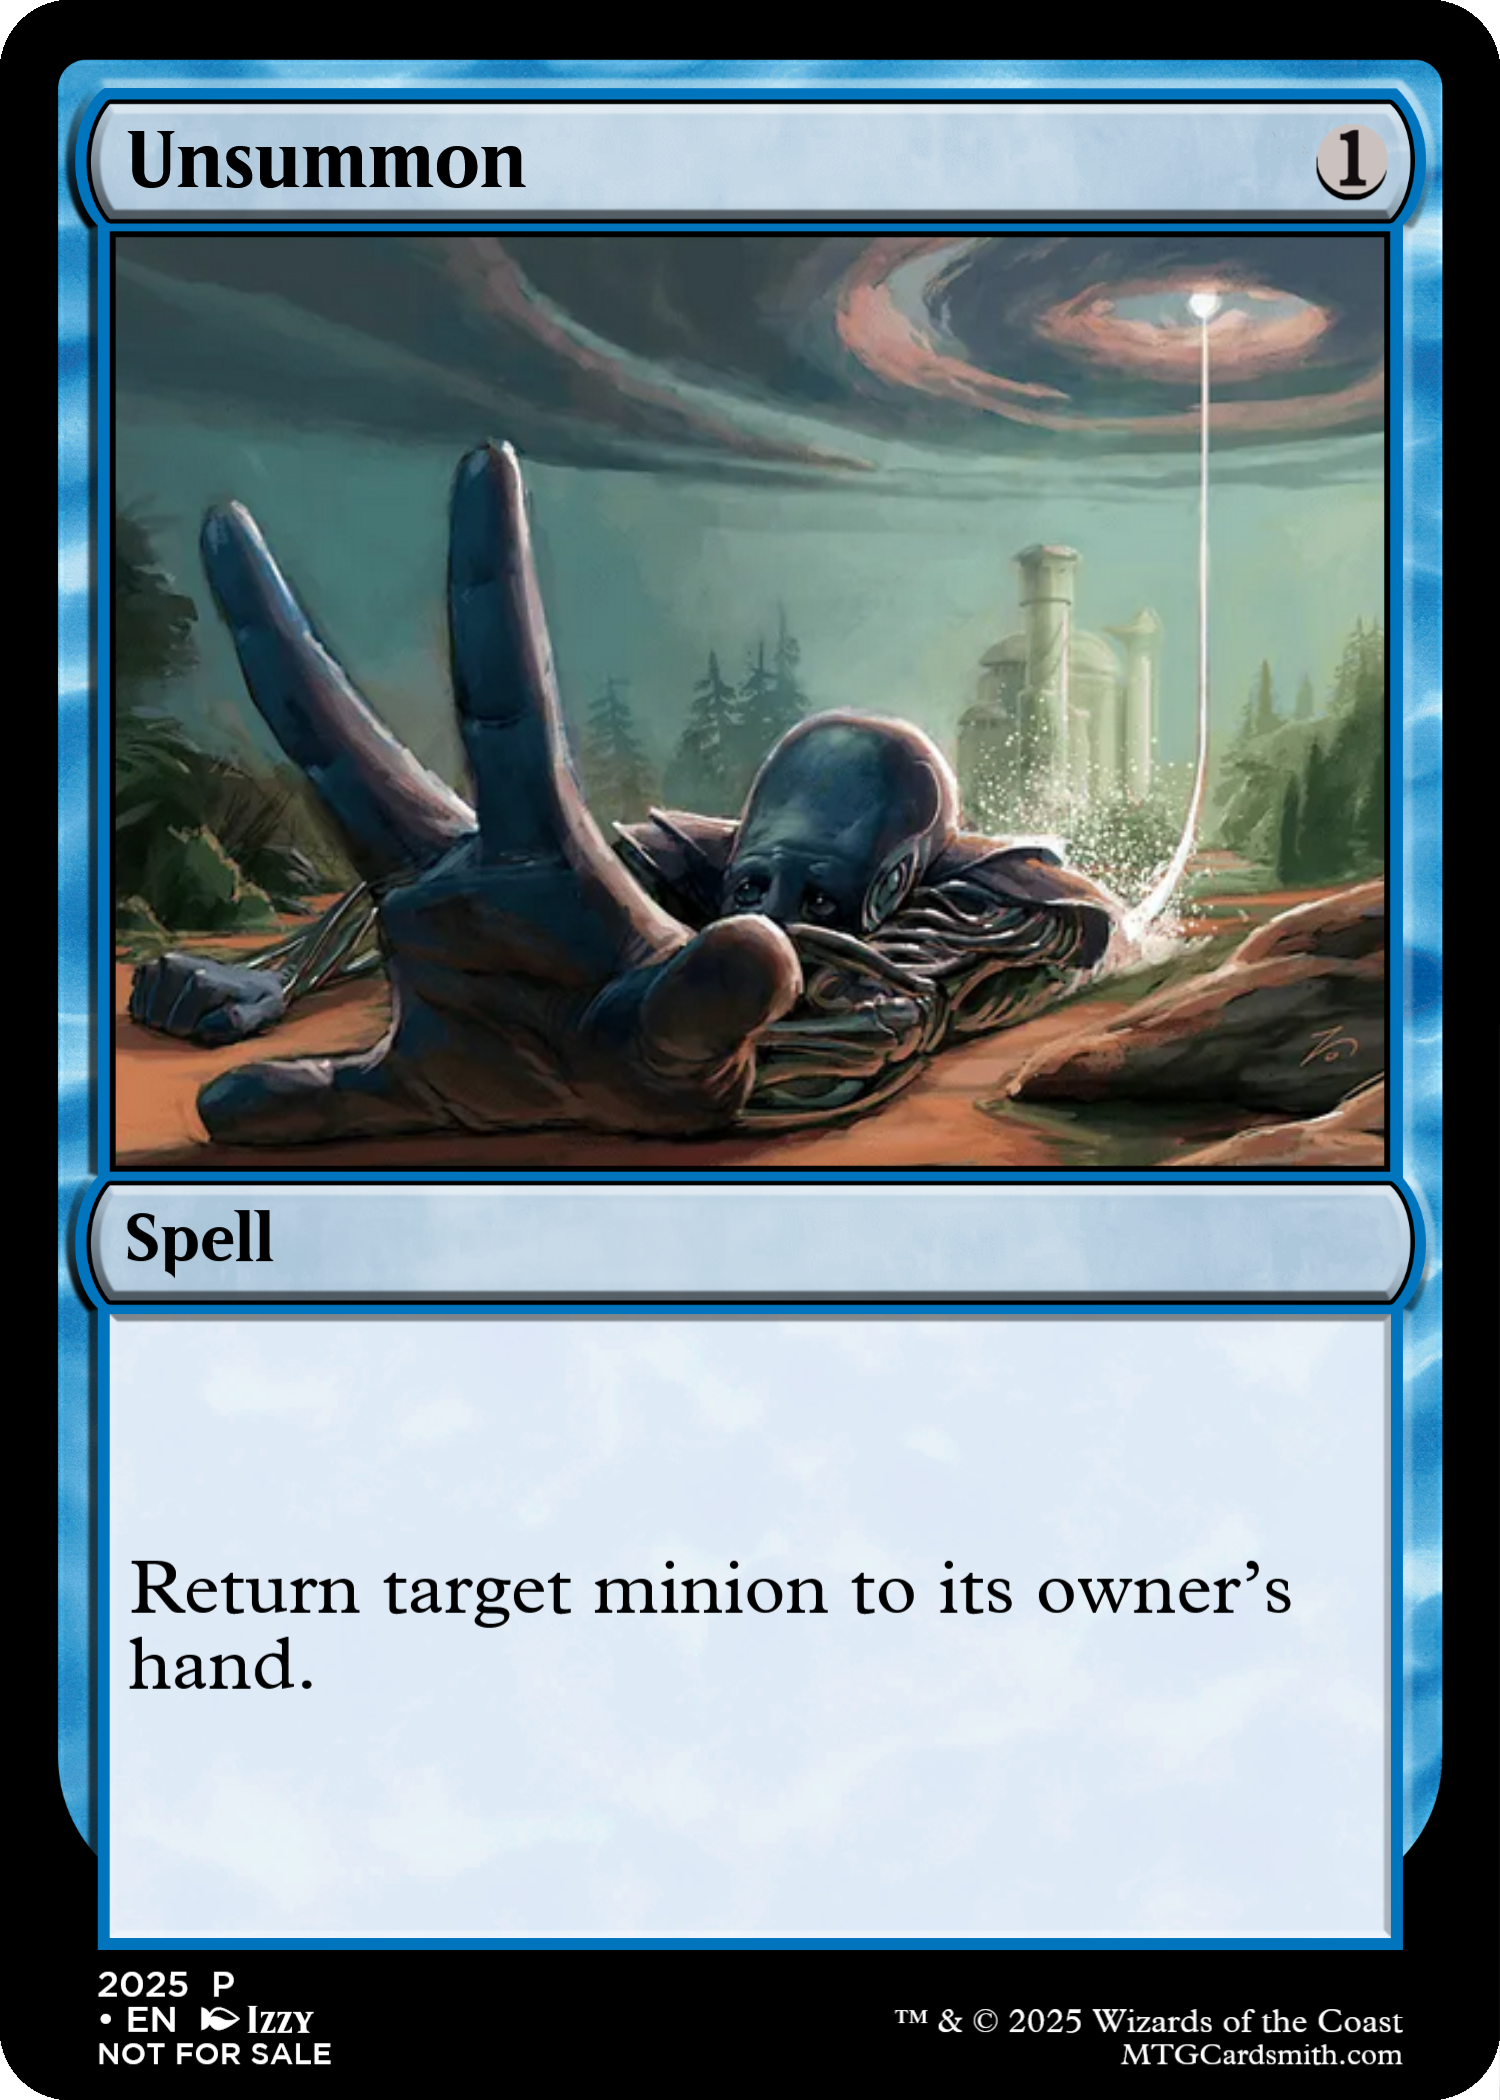 Unsummon
1
Spell
Return target minion to its owner’s
hand.
2025 P
• EN Izzy
NOT FOR SALE
™ & © 2025 Wizards of the Coast
MTGCardsmith.com